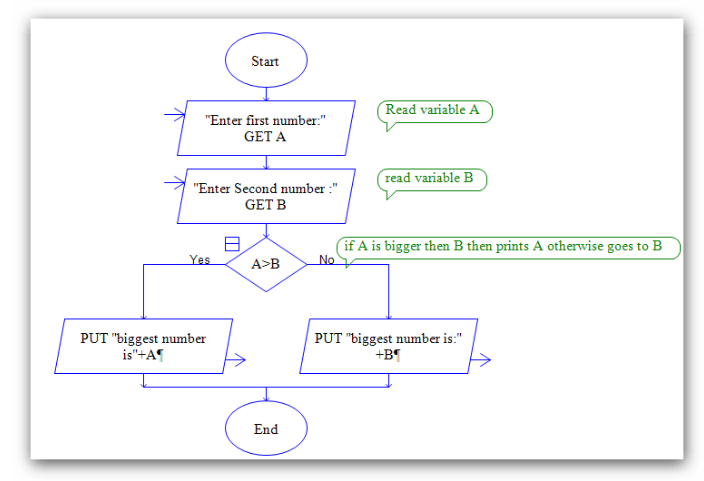 Start
"Enter first number:"
GET A
Read variable A
"Enter Second number :"
GET B
read variable B
if A is bigger then B then prints A otherwise goes to B
Yes
A>B
No
PUT "biggest number
is"+A¶
PUT "biggest number is:"
+B¶
End